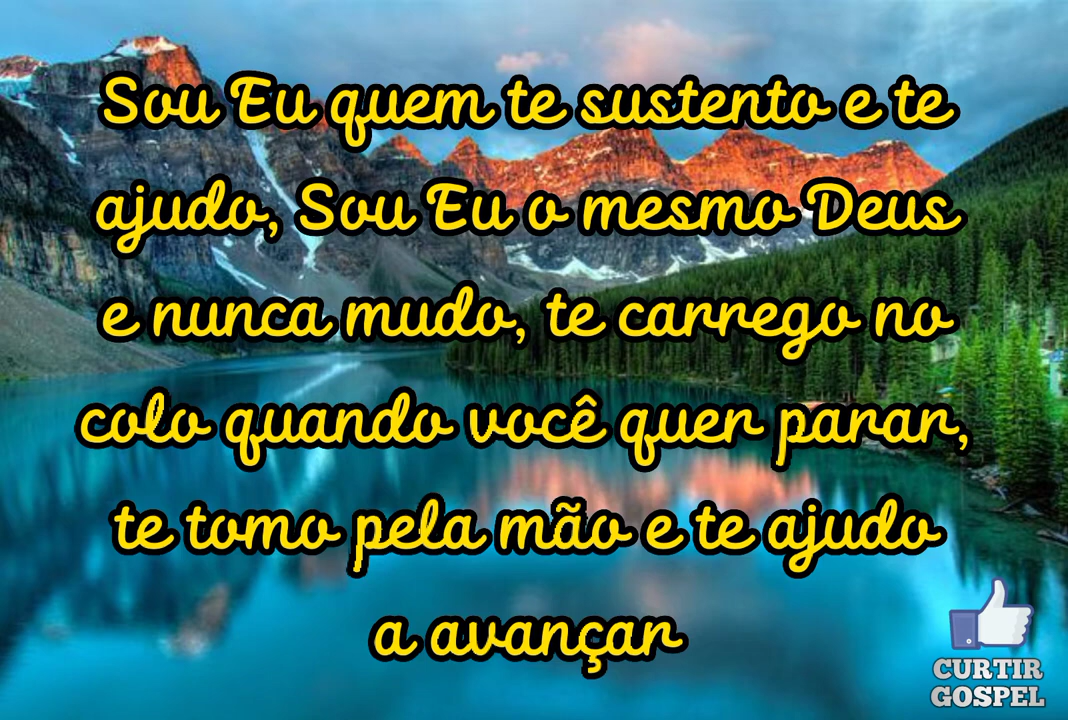 Sou Eu quem te sustento e te
ajudo, Sou Eu o mesmo Deus
e nunca mudo, te carrego no
colo quando você quer parar,
te tomo pela mão e te ajudo
a avançar
CURTIR
GOSPEL